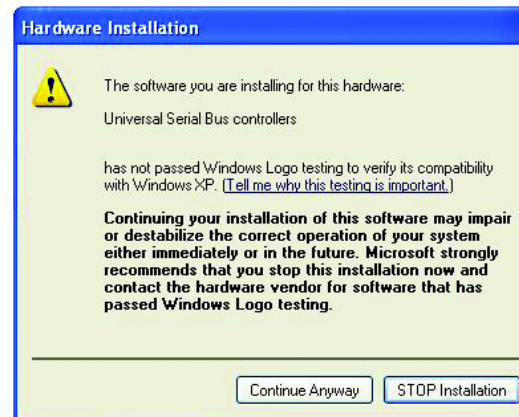 Hardware Installation
The software you are installing for this hardware:
Universal Serial Bus controllers
has not passed Windows Logo testing to verify its compatibility
with Windows XP. (Tell me why this testing is important.)
Continuing your installation of this software may impair
or destabilize the correct operation of your system
either immediately or in the future. Microsoft strongly
recommends that you stop this installation now and
contact the hardware vendor for software that has
passed Windows Logo testing.
Continue Anyway STOP Installation